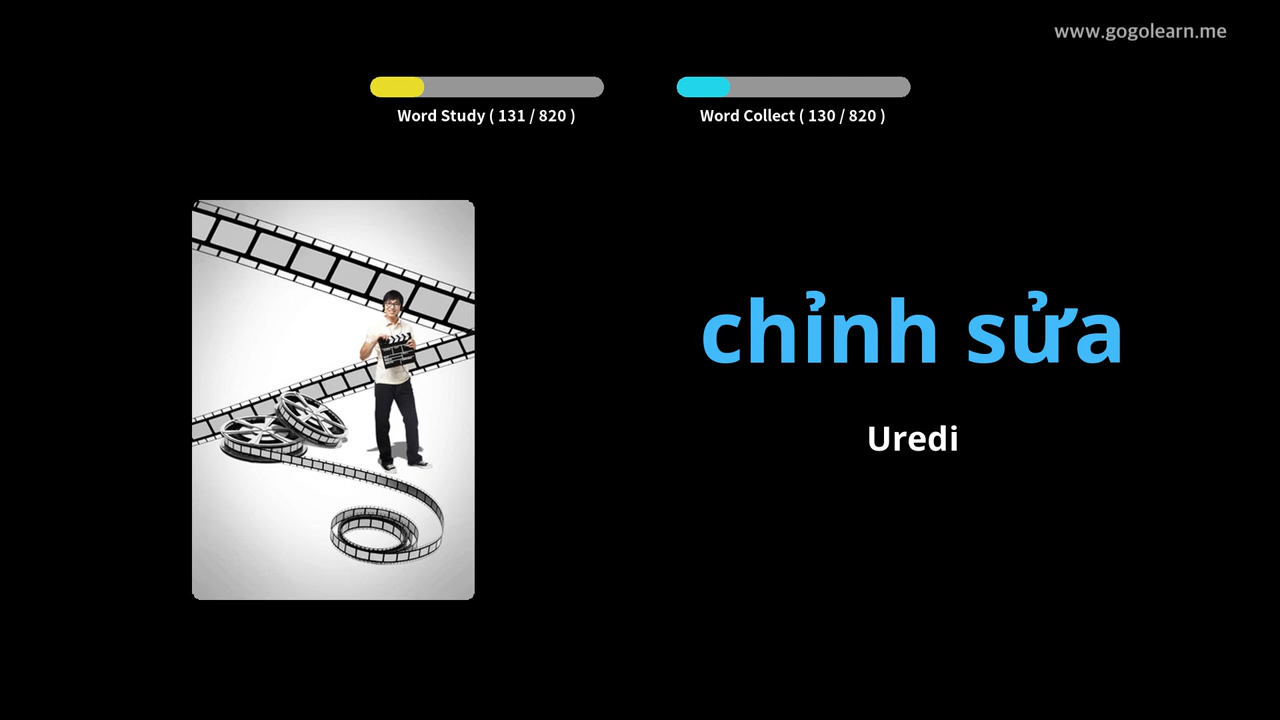 www.gogolearn.me
Word Study ( 131 / 820 )
Word Collect ( 130 / 820 )
chỉnh sửa
Uredi